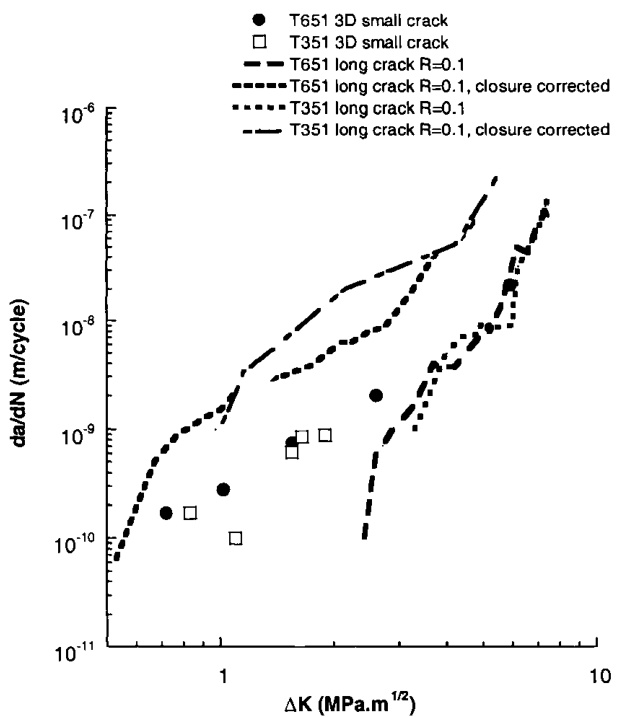 T651 3D small crack
T351 3D small crack
T651 long crack R=0.1
T651 long crack R=0.1, closure corrected
T351 long crack R=0.1
T351 long crack R=0.1, closure corrected
10⁻⁶
10⁻⁷
10⁻⁸
10⁻⁹
10⁻¹⁰
10⁻¹¹
da/dN (m/cycle)
1
10
ΔK (MPa.m¹/²)